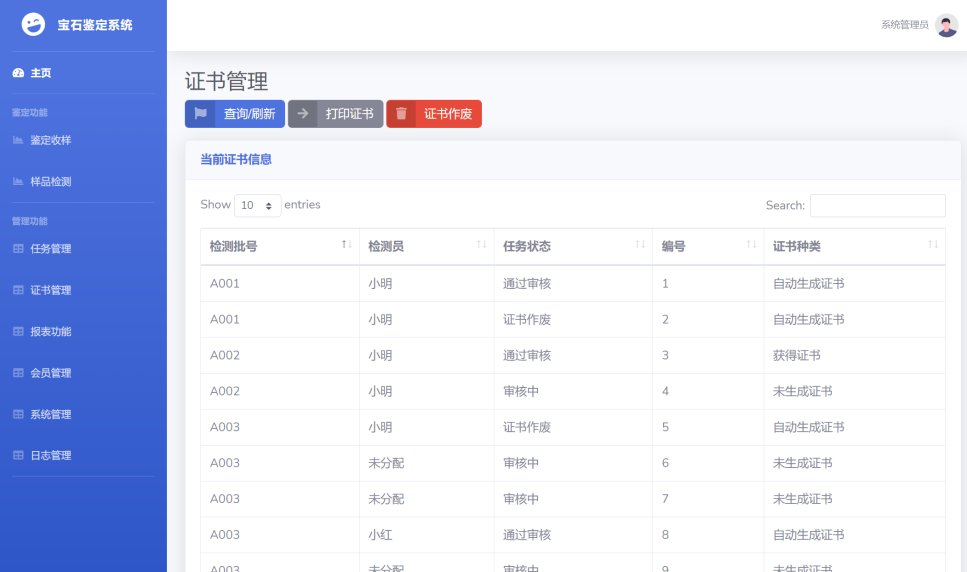 宝石鉴定系统
系统管理员
主页
鉴定功能
鉴定收样
样品检测
管理功能
任务管理
证书管理
报表功能
会员管理
系统管理
日志管理
证书管理
查询/刷新 打印证书 证书作废
当前证书信息
Show 10 entries Search:
检测批号 检测员 任务状态 编号 证书种类
A001 小明 通过审核 1 自动生成证书
A001 小明 证书作废 2 自动生成证书
A002 小明 通过审核 3 获得证书
A002 小明 审核中 4 未生成证书
A003 小明 证书作废 5 自动生成证书
A003 未分配 审核中 6 未生成证书
A003 未分配 审核中 7 未生成证书
A003 小红 通过审核 8 自动生成证书
A003 未分配 审核中 9 未生成证书